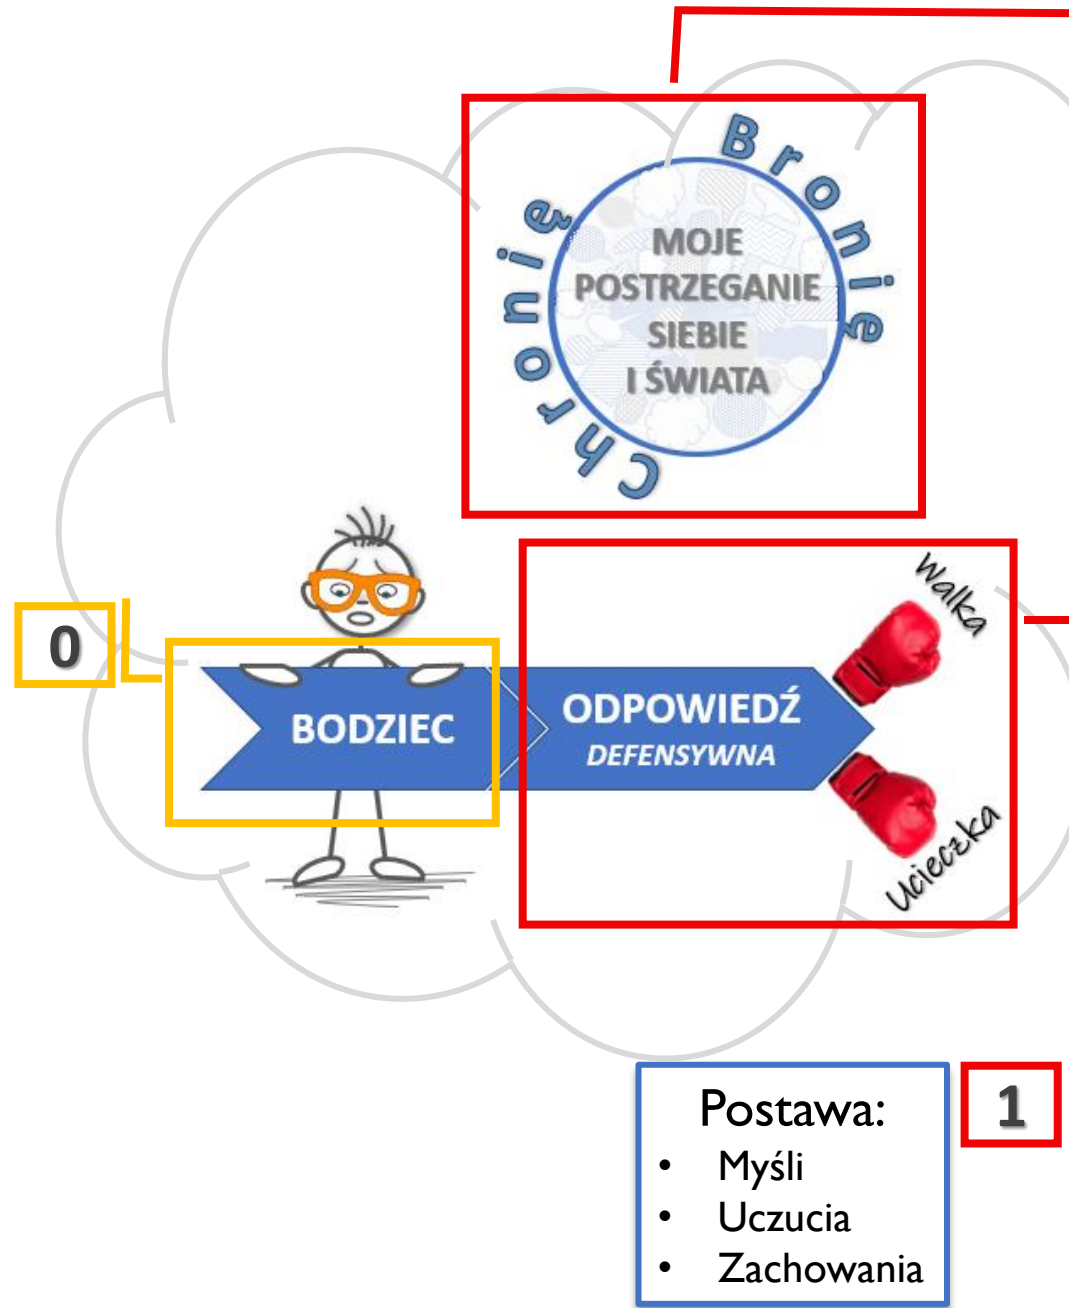 Chronię
Bronię
MOJE
POSTRZEGANIE
SIEBIE
I ŚWIATA
Walka
0
BODZIEC
ODPOWIEDŹ
DEFENSYWNA
Ucieczka
Postawa:
• Myśli
• Uczucia
• Zachowania
1